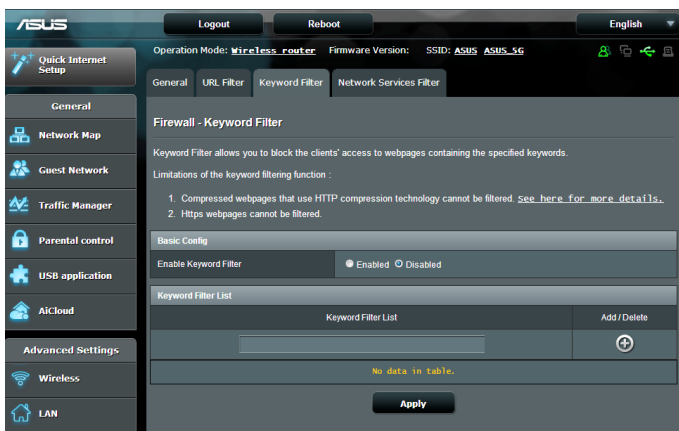 ASUS
Logout
Reboot
English
Operation Mode: Wireless router Firmware Version: SSID: ASUS ASUS_5G
Quick Internet Setup
General
Network Map
Guest Network
Traffic Manager
Parental control
USB application
AiCloud
Advanced Settings
Wireless
LAN
General
URL Filter
Keyword Filter
Network Services Filter
Firewall - Keyword Filter
Keyword Filter allows you to block the clients' access to webpages containing the specified keywords.
Limitations of the keyword filtering function :
1. Compressed webpages that use HTTP compression technology cannot be filtered. See here for more details.
2. Https webpages cannot be filtered.
Basic Config
Enable Keyword Filter
Enabled Disabled
Keyword Filter List
Keyword Filter List
Add / Delete
No data in table.
Apply